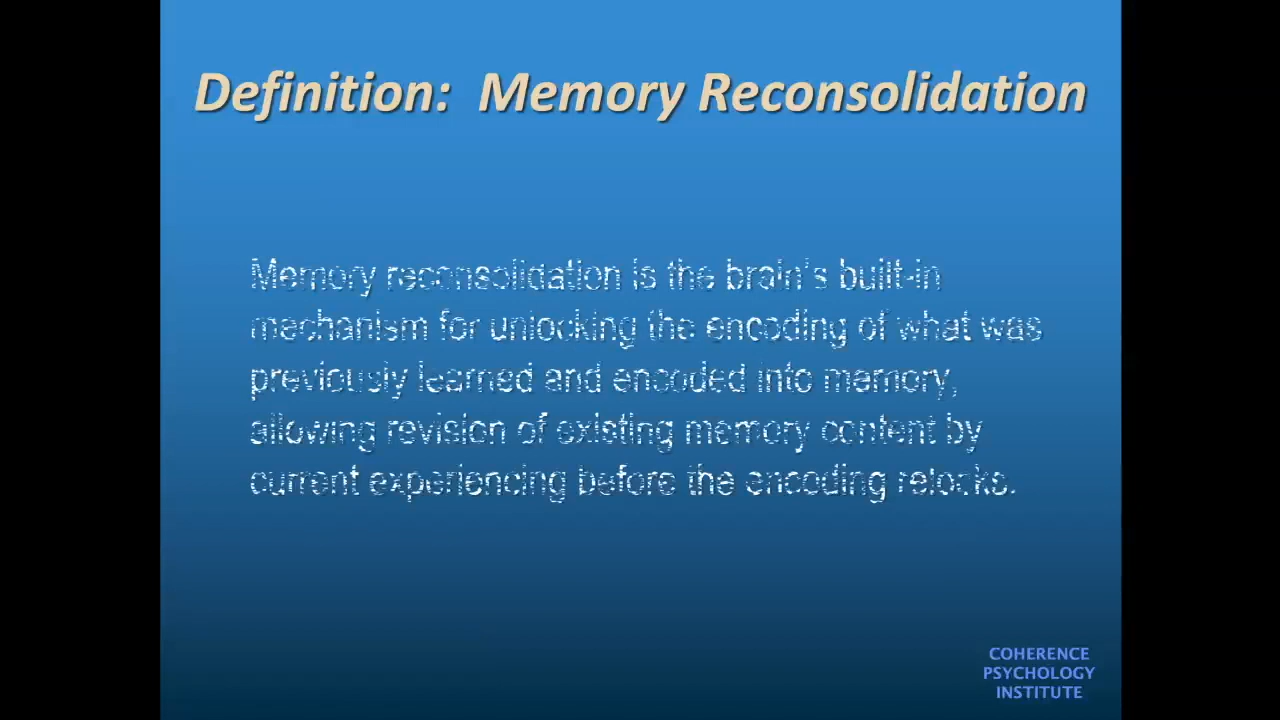 Definition: Memory Reconsolidation
Memory reconsolidation is the brain's built-in
mechanism for unlocking the encoding of what was
previously learned and encoded into memory,
allowing revision of existing memory content by
current experiencing before the encoding relocks.
COHERENCE
PSYCHOLOGY
INSTITUTE